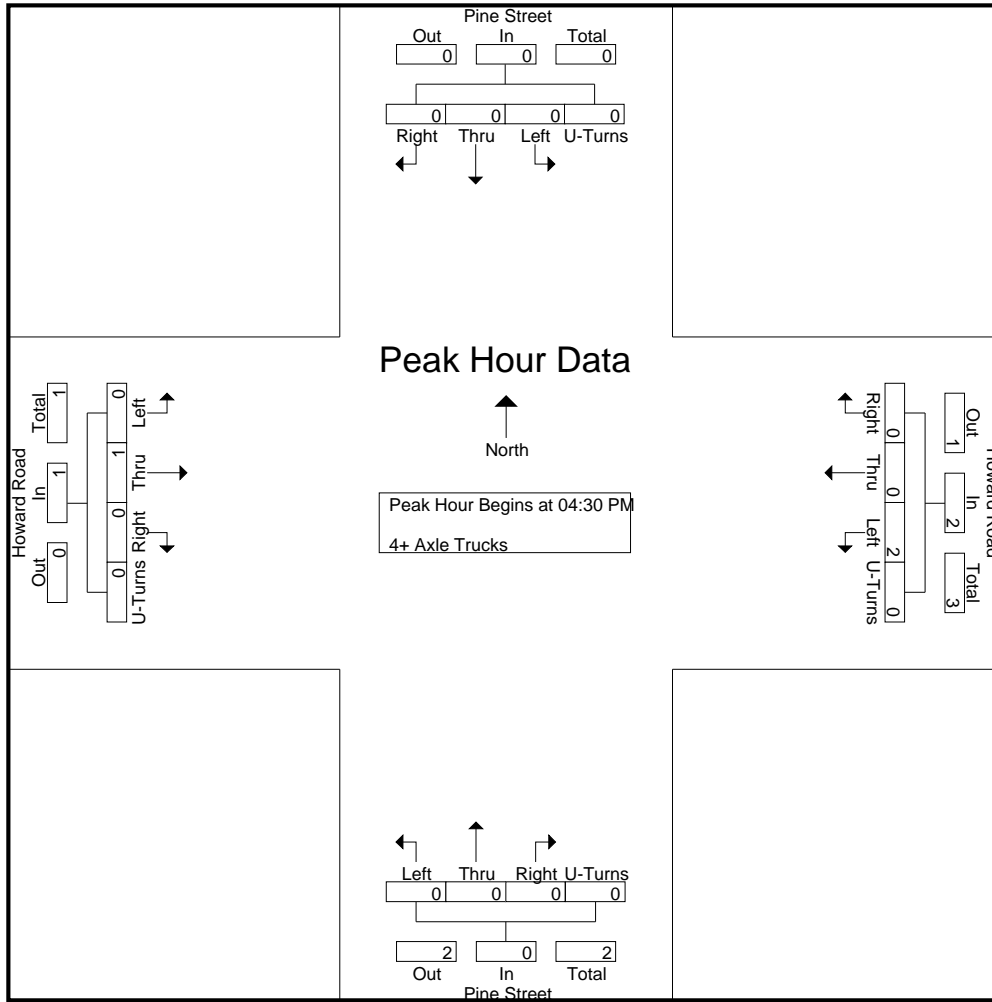 Pine Street
Out In Total
0 0 0
0 0 0 0
Right Thru Left U-Turns
Peak Hour Data
North
Peak Hour Begins at 04:30 PM
4+ Axle Trucks
Howard Road
Total In Out
1 1 0
0 1 0 0
Left Thru Right U-Turns
Right Thru Left U-Turns
0 0 2 0
1 2 3
Out In Total
Howard Road
Left Thru Right U-Turns
0 0 0 0
2 0 2
Out In Total
Pine Street